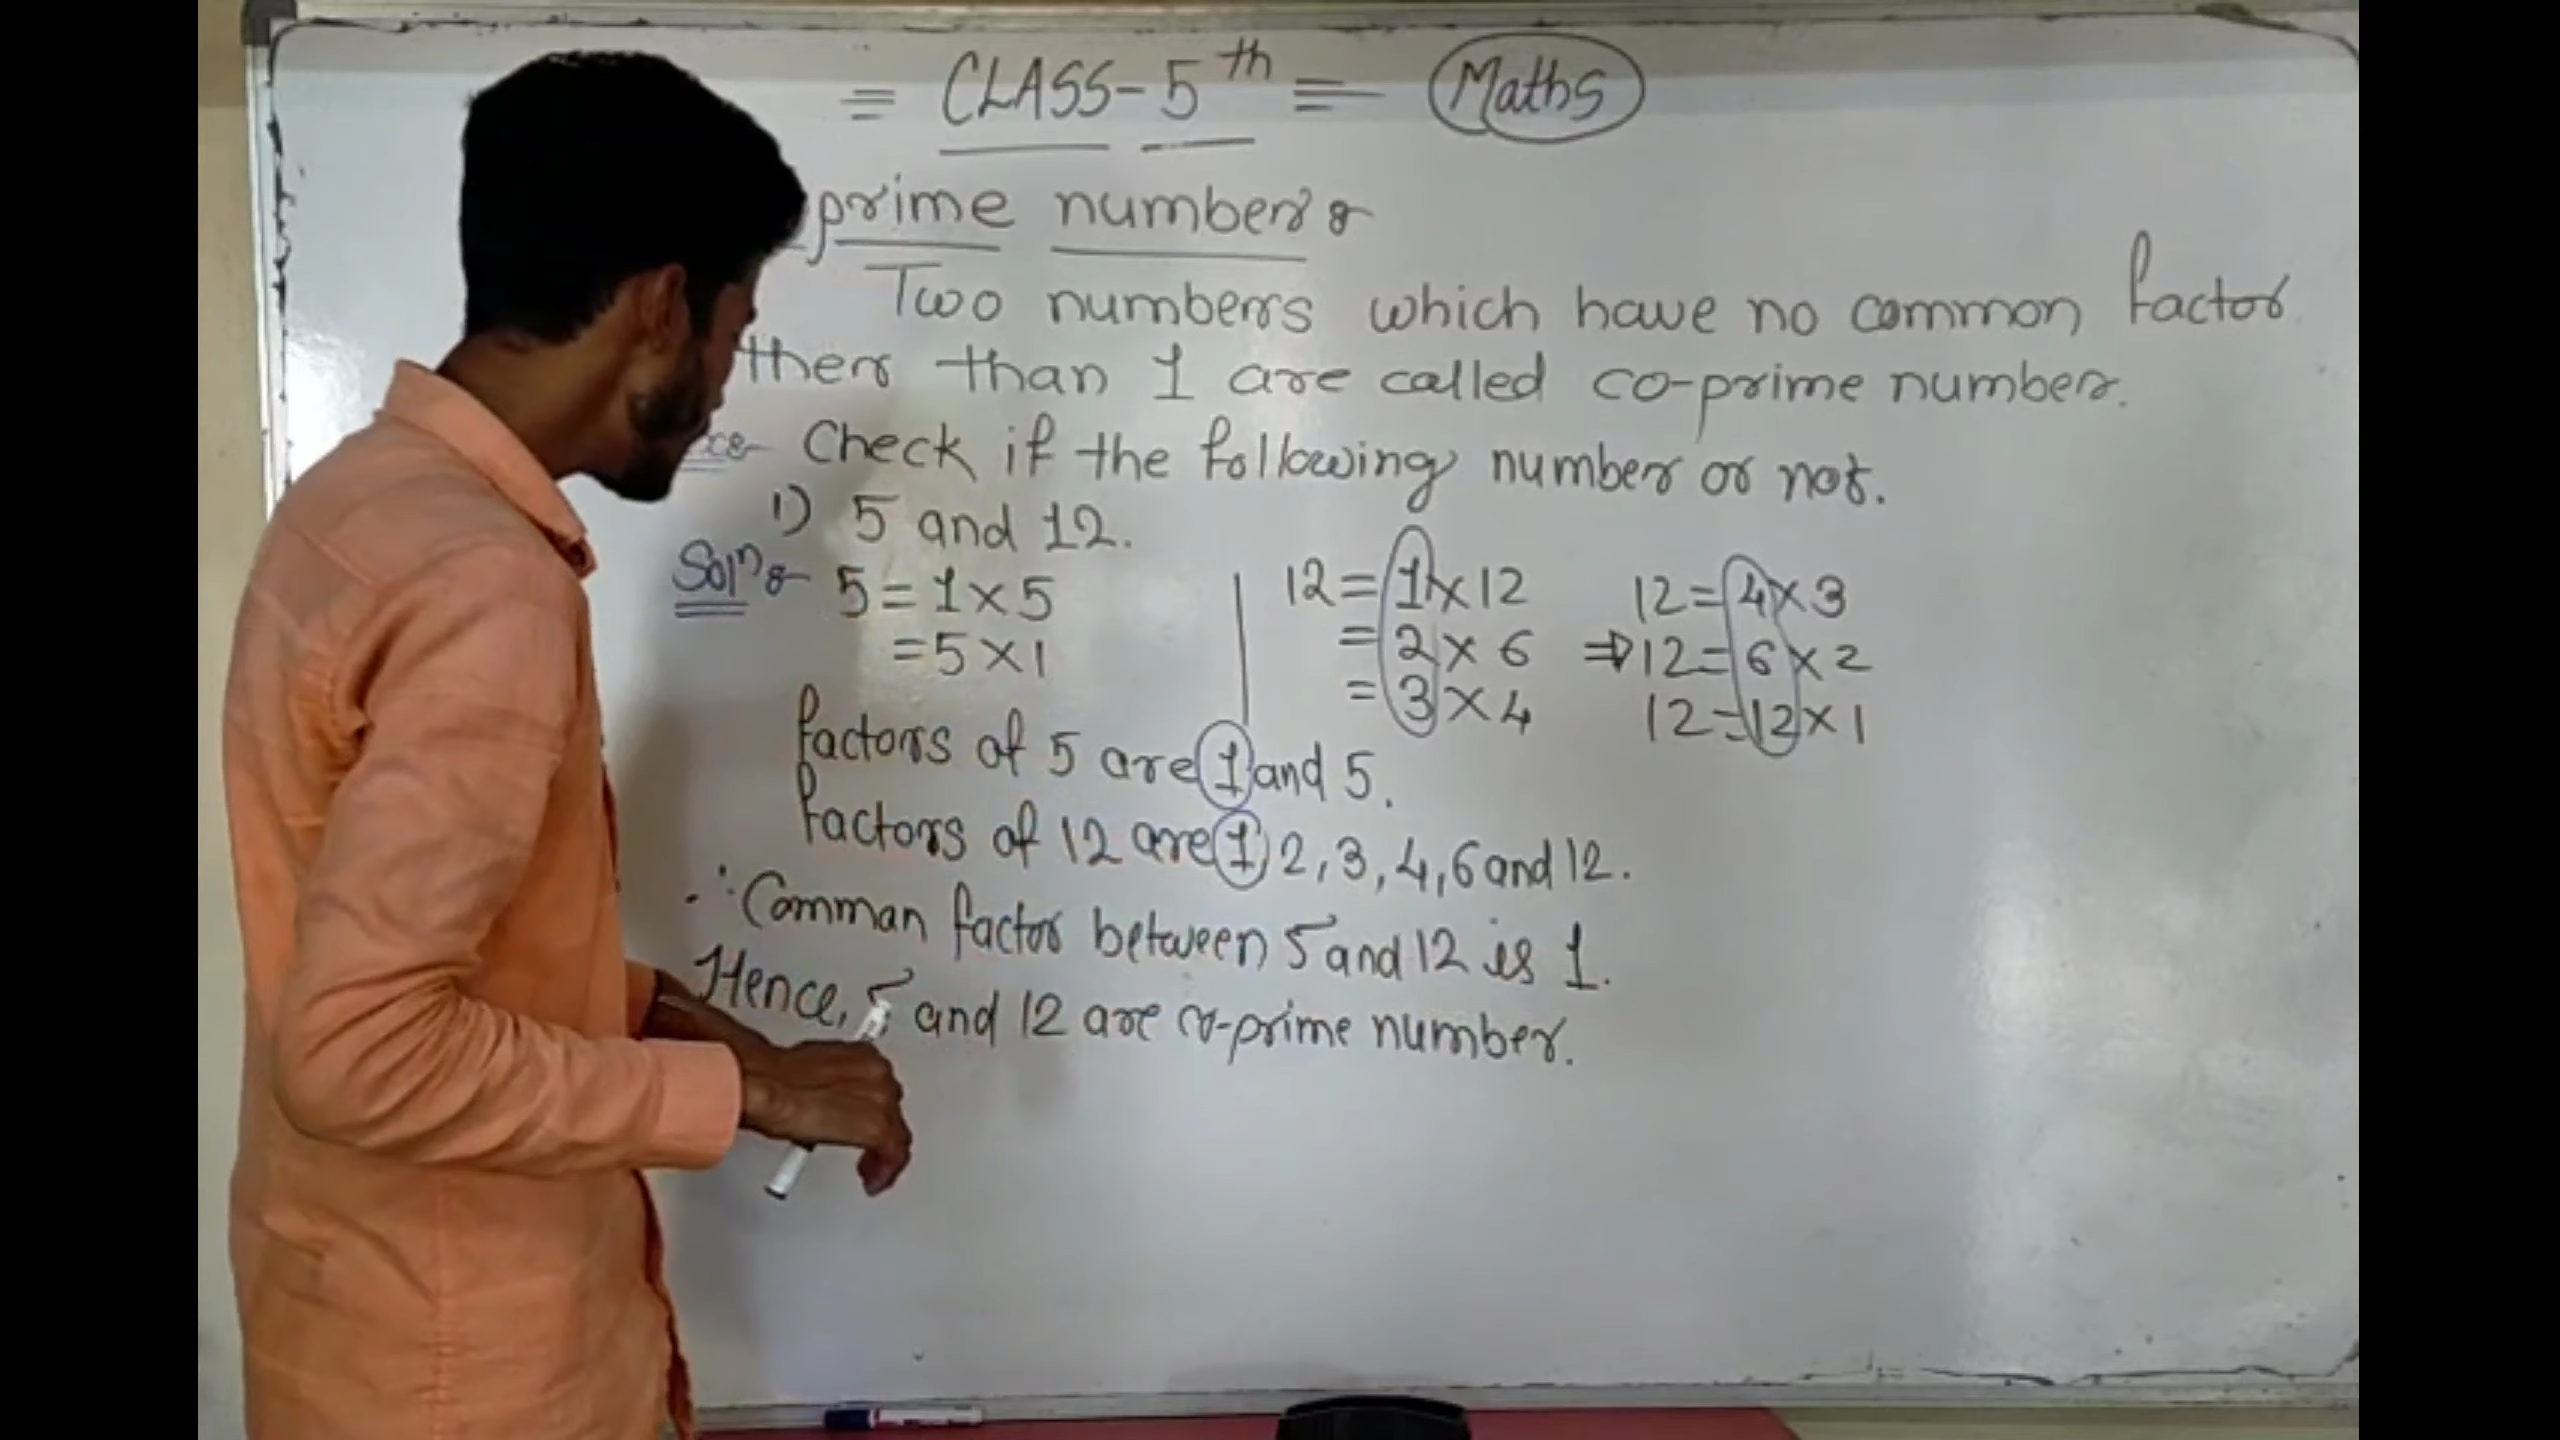 = CLASS-5th = Maths
prime number :-
Two numbers which have no common factor
ther than 1 are called co-prime number.
Check if the following number or not.
1) 5 and 12.
Soln :- 5=1×5 12=1×12 12=4×3
=5×1 =2×6 ⇒12=6×2
=3×4 12=12×1
factors of 5 are 1 and 5.
factors of 12 are 1, 2, 3, 4, 6 and 12.
∴ Comman factor between 5 and 12 is 1.
Hence, 5 and 12 are co-prime number.